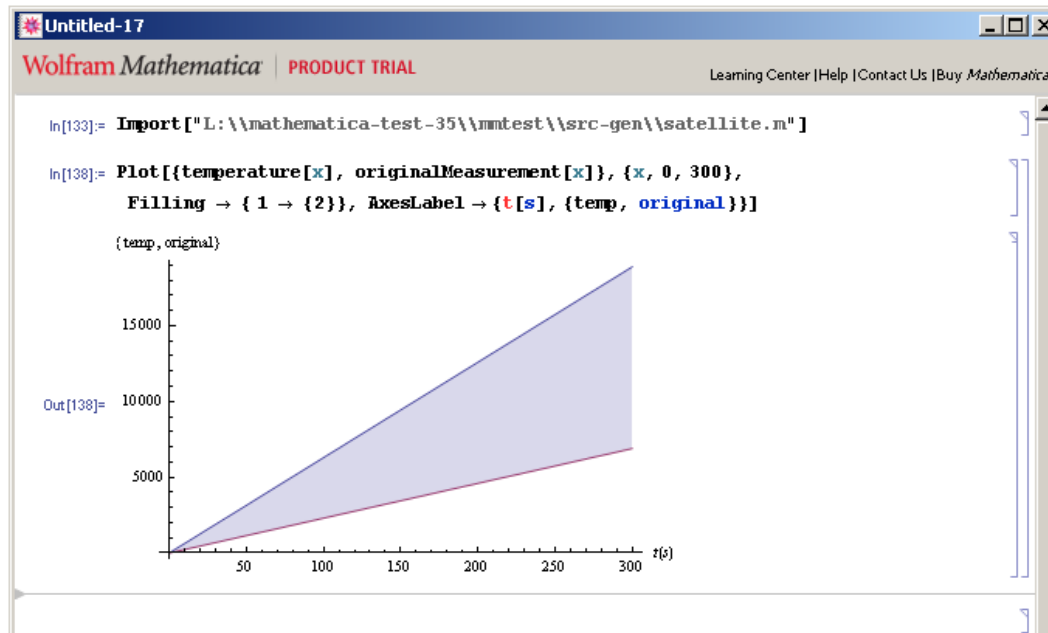 Untitled-17
Wolfram Mathematica | PRODUCT TRIAL
Learning Center |Help |Contact Us |Buy Mathematica
In[133]:= Import["L:\\mathematica-test-35\\mmtest\\src-gen\\satellite.m"]
In[138]:= Plot[{temperature[x], originalMeasurement[x]}, {x, 0, 300},
Filling → { 1 → {2}}, AxesLabel → {t[s], {temp, original}}]
{temp, original}
15000
Out[138]= 10000
5000
50 100 150 200 250 300 t(s)